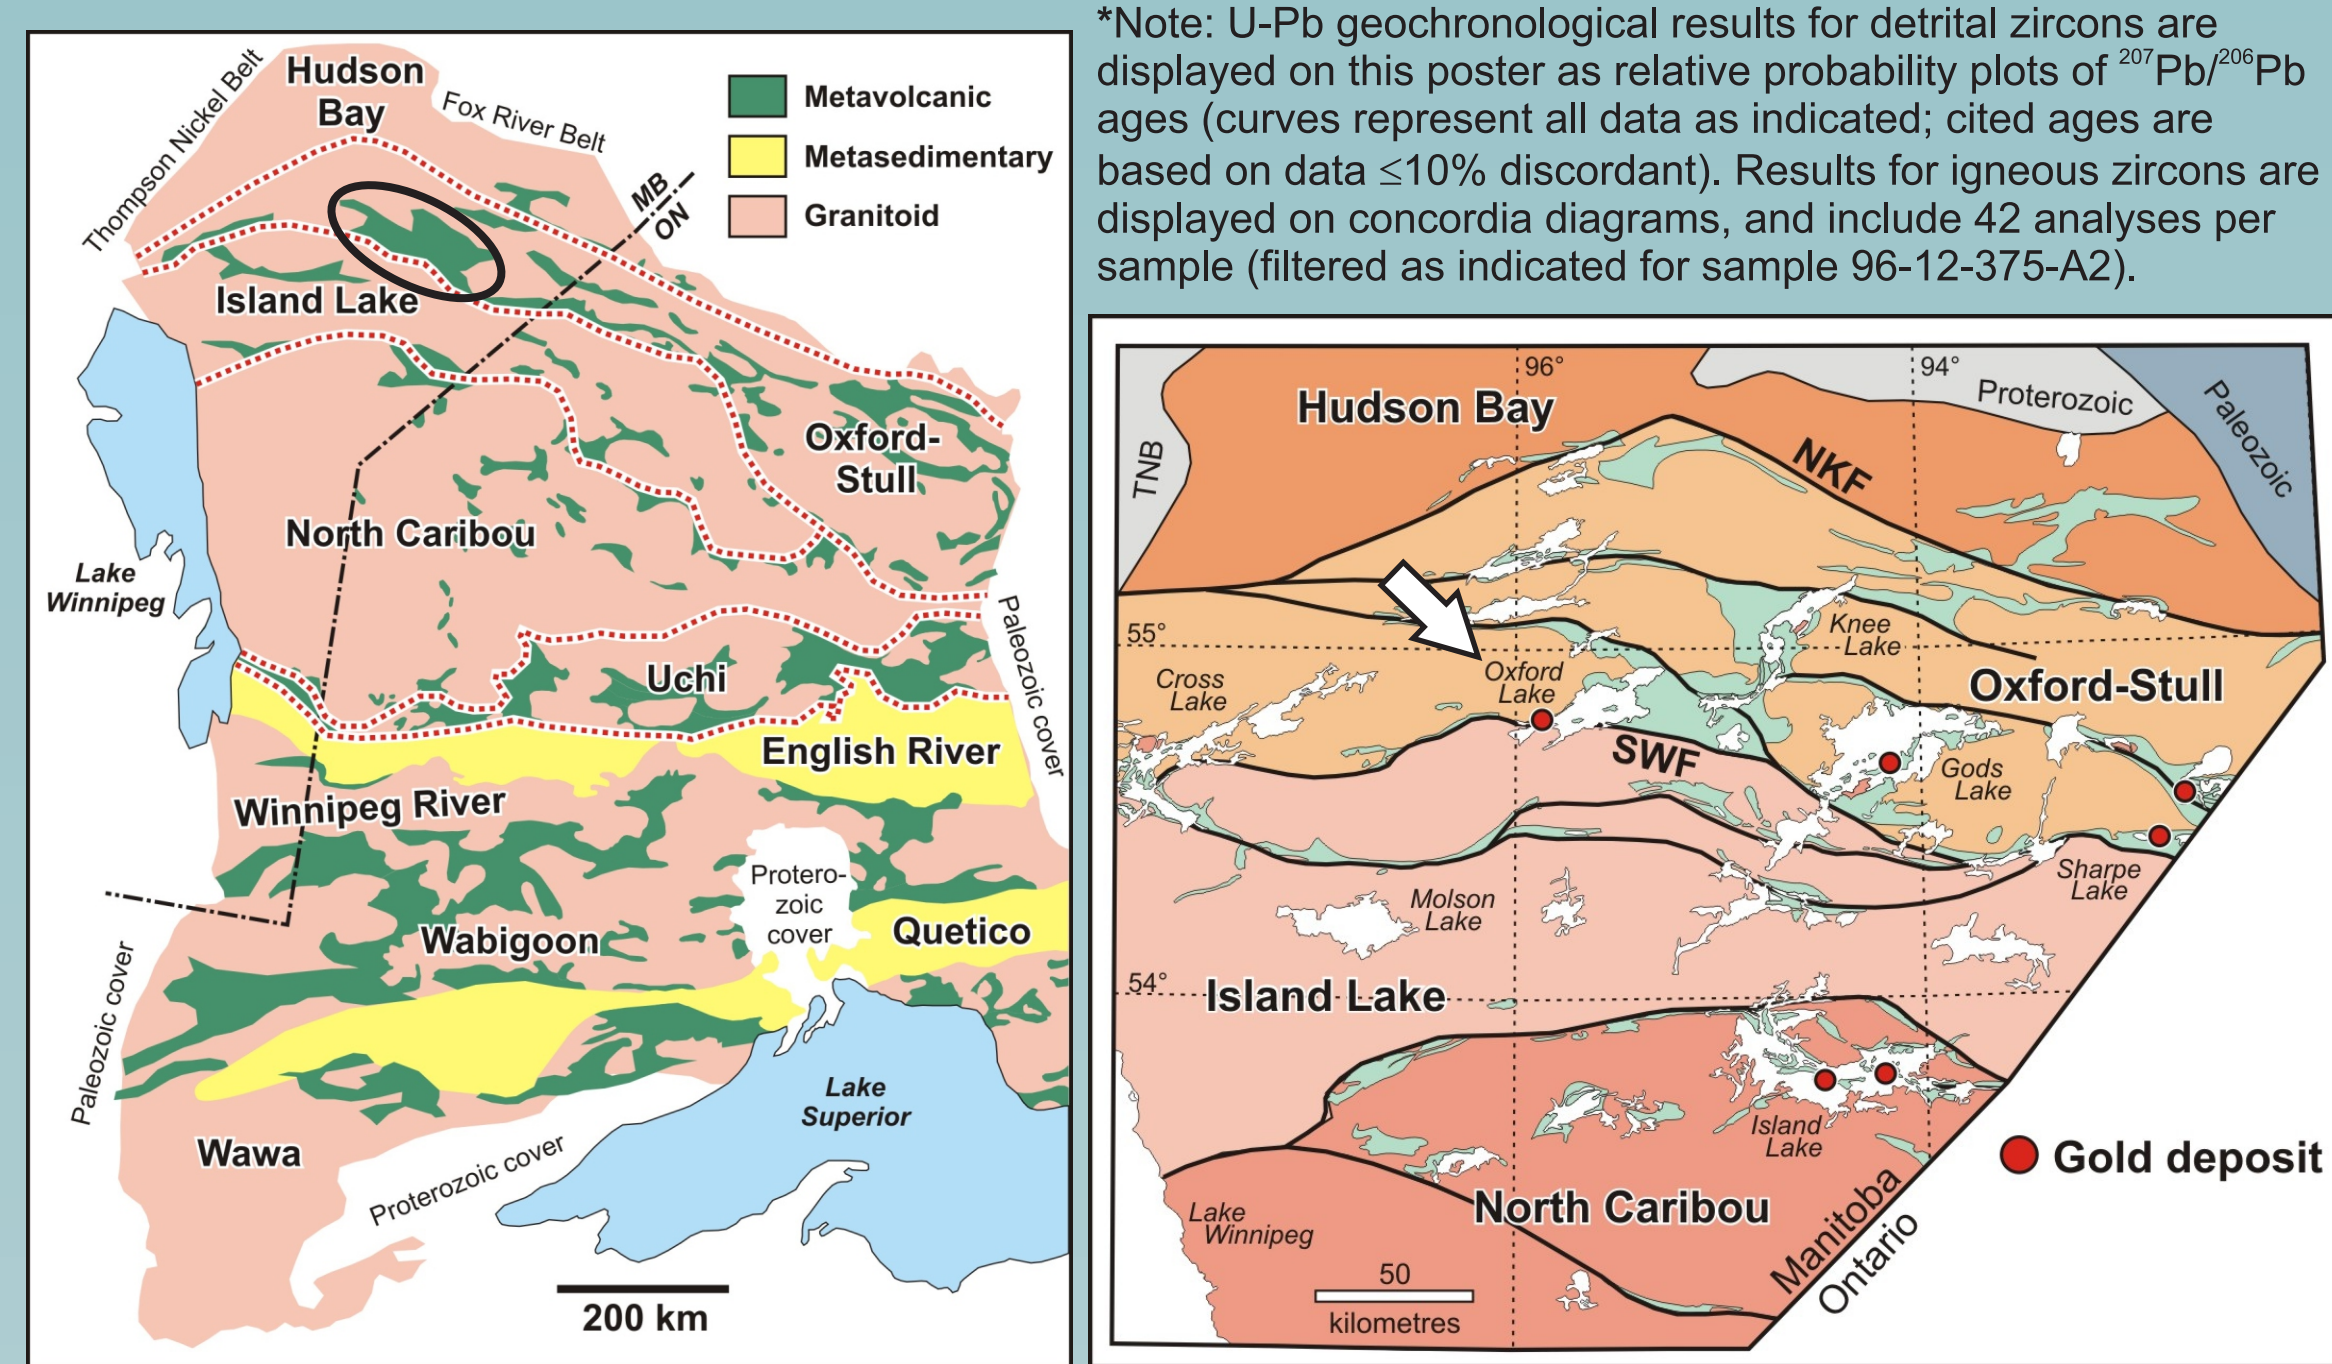 Hudson
Bay
Thompson Nickel Belt
Fox River Belt
Metavolcanic
Metasedimentary
Granitoid
MB
ON
Island Lake
Oxford-
Stull
North Caribou
Lake
Winnipeg
Uchi
Paleozoic cover
English River
Winnipeg River
Protero-
zoic
cover
Wabigoon
Quetico
Paleozoic cover
Lake
Superior
Wawa
Proterozoic cover
200 km
*Note: U-Pb geochronological results for detrital zircons are
displayed on this poster as relative probability plots of ²⁰⁷Pb/²⁰⁶Pb
ages (curves represent all data as indicated; cited ages are
based on data ≤10% discordant). Results for igneous zircons are
displayed on concordia diagrams, and include 42 analyses per
sample (filtered as indicated for sample 96-12-375-A2).
96°
94°
Hudson Bay
Proterozoic
Paleozoic
TNB
NKF
55°
Knee
Lake
Cross
Lake
Oxford
Lake
Oxford-Stull
SWF
Gods
Lake
Sharpe
Lake
Molson
Lake
54°
Island Lake
Island
Lake
Gold deposit
North Caribou
Lake
Winnipeg
Manitoba
Ontario
50
kilometres